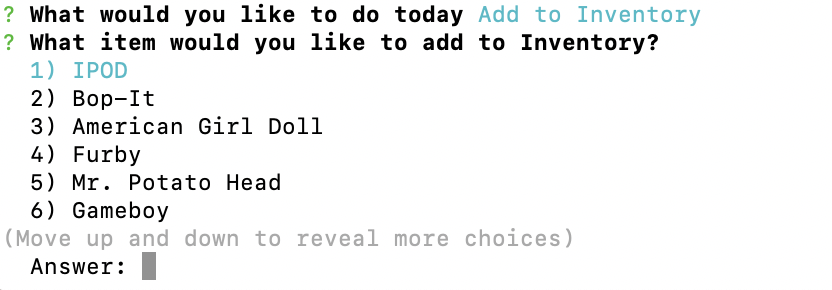 ? What would you like to do today Add to Inventory
? What item would you like to add to Inventory?
1) IPOD
2) Bop-It
3) American Girl Doll
4) Furby
5) Mr. Potato Head
6) Gameboy
(Move up and down to reveal more choices)
Answer: